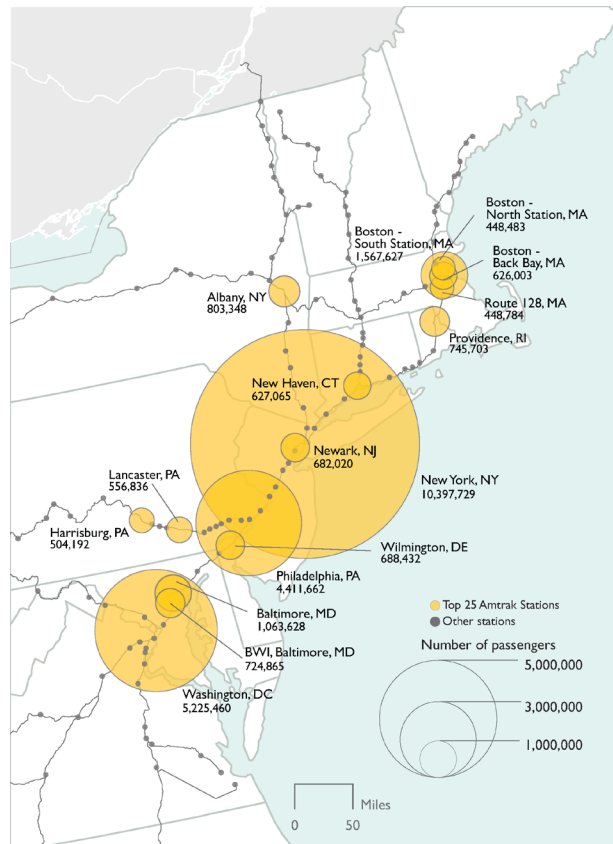 Boston -
North Station, MA
448,483
Boston -
South Station, MA
1,567,627
Boston -
Back Bay, MA
626,003
Albany, NY
803,348
Route 128, MA
448,784
Providence, RI
745,703
New Haven, CT
627,065
Newark, NJ
682,020
New York, NY
10,397,729
Lancaster, PA
556,836
Harrisburg, PA
504,192
Wilmington, DE
688,432
Philadelphia, PA
4,411,662
Baltimore, MD
1,063,628
BWI, Baltimore, MD
724,865
Washington, DC
5,225,460
Top 25 Amtrak Stations
Other stations
Number of passengers
5,000,000
3,000,000
1,000,000
Miles
0 50